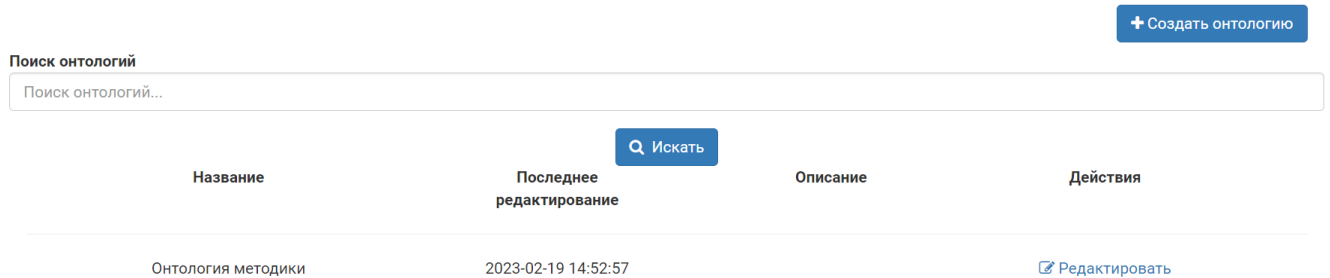 Создать онтологию
Поиск онтологий
Поиск онтологий...
Искать
Название Последнее редактирование Описание Действия
Онтология методики 2023-02-19 14:52:57 Редактировать